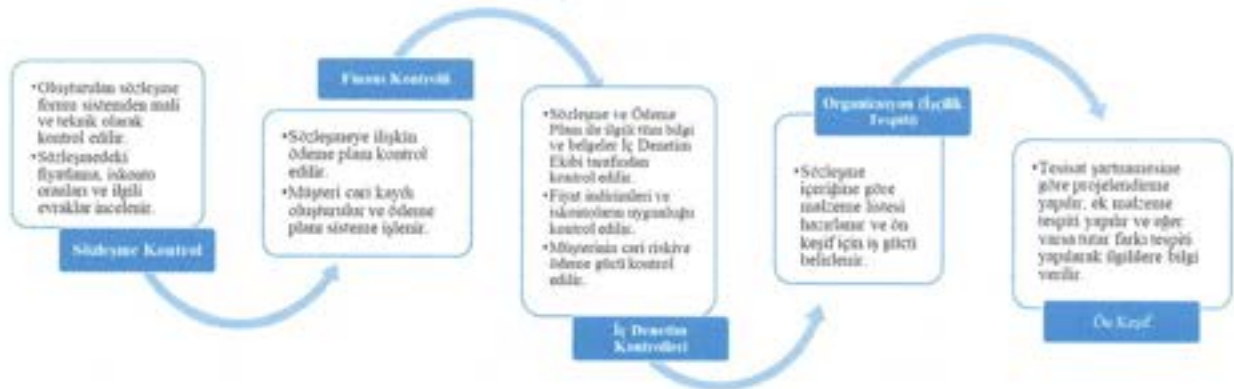 •Oluşturulan sözleşme
formu sistemden mali
ve teknik olarak
kontrol edilir.
•Sözleşmedeki
fiyatlama, iskonto
oranları ve ilgili
evraklar incelenir.
Sözleşme Kontrol
Finans Kontrolü
•Sözleşmeye ilişkin
ödeme planı kontrol
edilir.
•Müşteri cari kaydı
oluşturulur ve ödeme
planı sisteme işlenir.
•Sözleşme ve Ödeme
Planı ile ilgili tüm bilgi
ve belgeler İç Denetim
Ekibi tarafından
kontrol edilir.
•Fiyat indirimleri ve
iskontoların uygunluğu
kontrol edilir.
•Müşterinin cari riski ve
ödeme gücü kontrol
edilir.
İç Denetim
Kontrolleri
Organizasyon (İşçilik
Tespiti)
•Sözleşme
içeriğine göre
malzeme listesi
hazırlanır ve ön
keşif için iş gücü
belirlenir.
•Tesisat şartnamesine
göre projelendirme
yapılır, ek malzeme
tespiti yapılır ve eğer
varsa tutar farkı tespiti
yapılarak ilgililere bilgi
verilir.
Ön Keşif